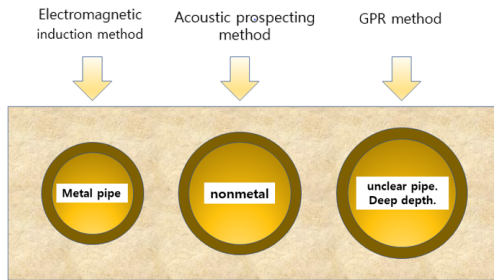 Electromagnetic
induction method
Acoustic prospecting
method
GPR method
Metal pipe
nonmetal
unclear pipe.
Deep depth.